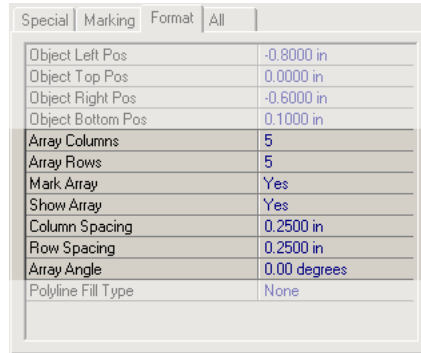 Special Marking Format All
Object Left Pos -0.8000 in
Object Top Pos 0.0000 in
Object Right Pos -0.6000 in
Object Bottom Pos 0.1000 in
Array Columns 5
Array Rows 5
Mark Array Yes
Show Array Yes
Column Spacing 0.2500 in
Row Spacing 0.2500 in
Array Angle 0.00 degrees
Polyline Fill Type None